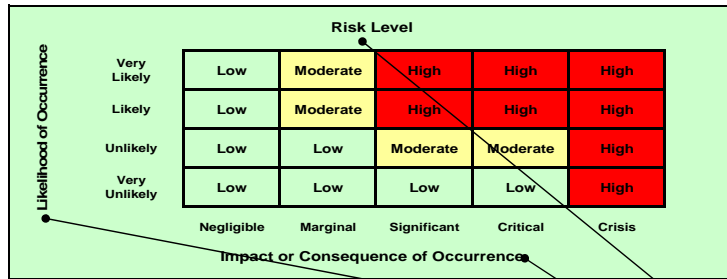 Risk Level
Likelihood of Occurrence
Very
Likely
Low Moderate High High High
Likely Low Moderate High High High
Unlikely Low Low Moderate Moderate High
Very
Unlikely
Low Low Low Low High
Negligible Marginal Significant Critical Crisis
Impact or Consequence of Occurrence